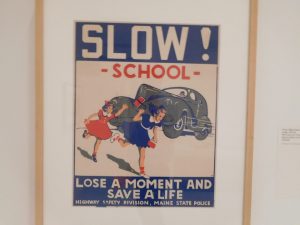 SLOW!
- SCHOOL -
LOSE A MOMENT AND
SAVE A LIFE
HIGHWAY SAFETY DIVISION, MAINE STATE POLICE